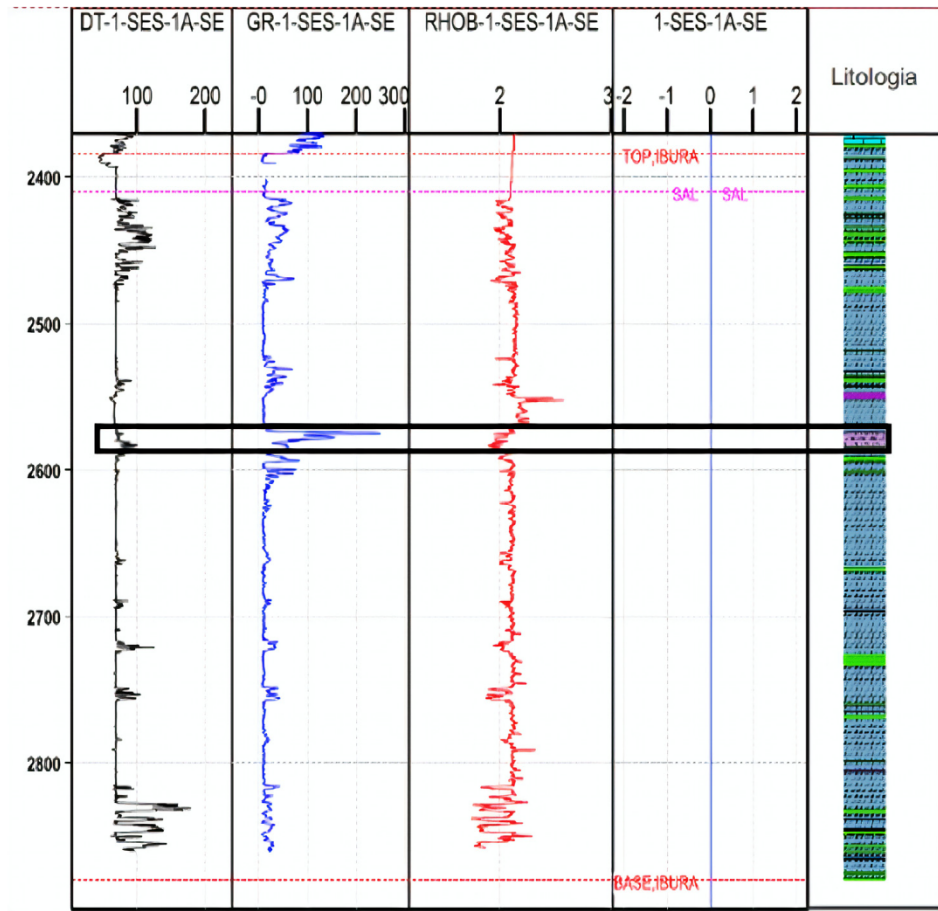 DT-1-SES-1A-SE GR-1-SES-1A-SE RHOB-1-SES-1A-SE 1-SES-1A-SE
Litologia
100 200 -0 100 200 300 2 3 -2 -1 0 1 2
TOP,IBURA
2400
SAL SAL
2500
2600
2700
2800
BASE,IBURA